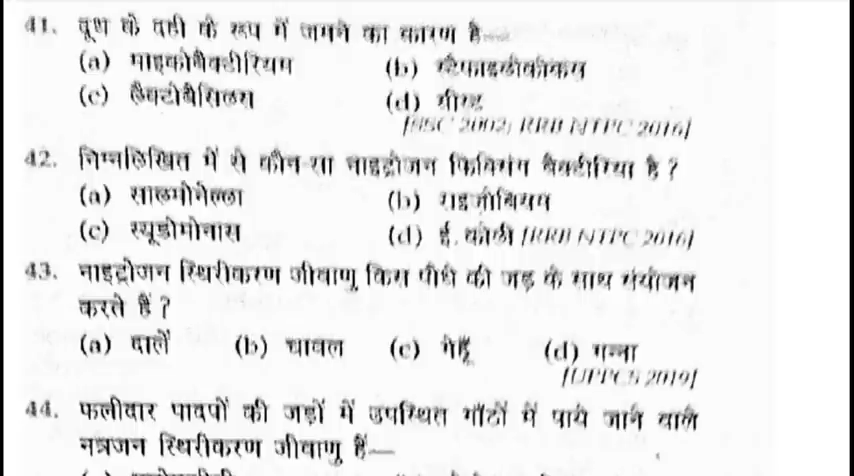 41. दूध के दही के रूप में जमने का कारण है—
(a) माइकोबैक्टीरियम (b) स्टैफाइलोकॉकस
(c) लैक्टोबैसिलस (d) यीस्ट
[SSC 2002; RRB NTPC 2016]
42. निम्नलिखित में से कौन-सा नाइट्रोजन फिक्सिंग बैक्टीरिया है ?
(a) सालमोनेल्ला (b) राइजोबियम
(c) स्यूडोमोनास (d) ई. कोली [RRB NTPC 2016]
43. नाइट्रोजन स्थिरीकरण जीवाणु किस पौधे की जड़ के साथ संयोजन
करते हैं ?
(a) दालें (b) चावल (c) गेहूँ (d) गन्ना
[UPPCS 2019]
44. फलीदार पादपों की जड़ों में उपस्थित गाँठों में पाये जाने वाले
नत्रजन स्थिरीकरण जीवाणु हैं—